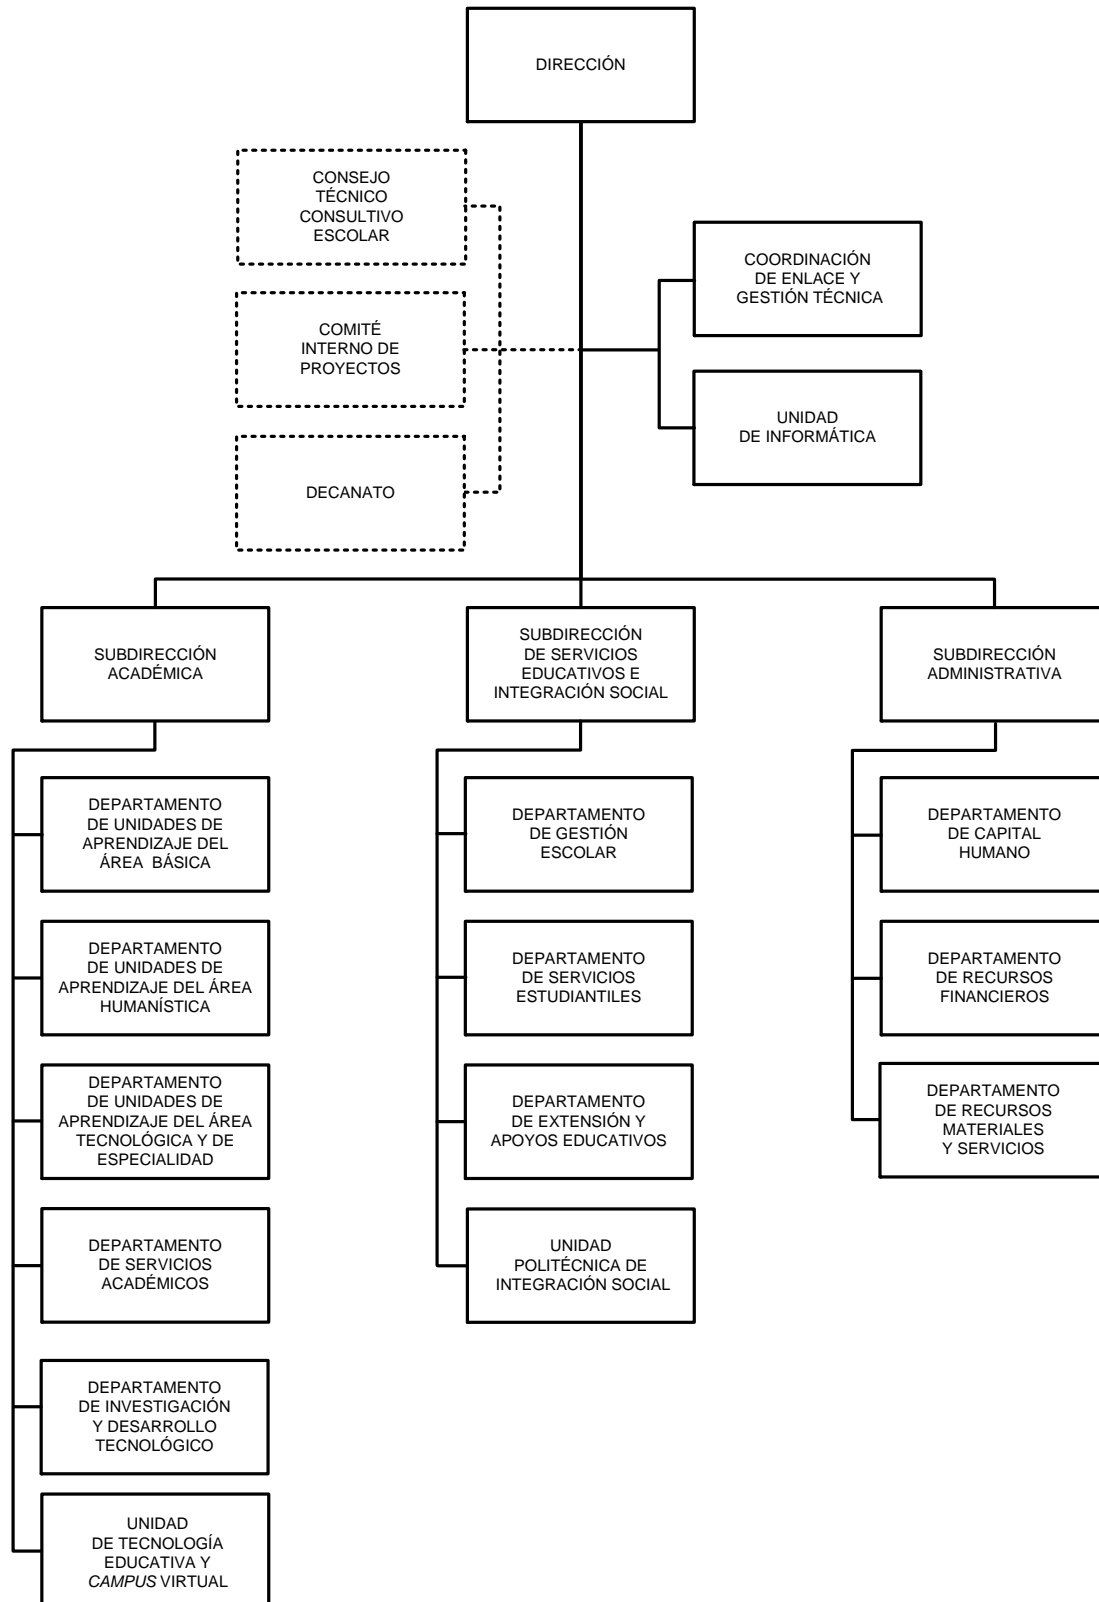 DIRECCIÓN
CONSEJO
TÉCNICO
CONSULTIVO
ESCOLAR
COORDINACIÓN
DE ENLACE Y
GESTIÓN TÉCNICA
COMITÉ
INTERNO DE
PROYECTOS
UNIDAD
DE INFORMÁTICA
DECANATO
SUBDIRECCIÓN
ACADÉMICA
SUBDIRECCIÓN
DE SERVICIOS
EDUCATIVOS E
INTEGRACIÓN SOCIAL
SUBDIRECCIÓN
ADMINISTRATIVA
DEPARTAMENTO
DE UNIDADES DE
APRENDIZAJE DEL
ÁREA  BÁSICA
DEPARTAMENTO
DE GESTIÓN
ESCOLAR
DEPARTAMENTO
DE CAPITAL
HUMANO
DEPARTAMENTO
DE UNIDADES DE
APRENDIZAJE DEL ÁREA
HUMANÍSTICA
DEPARTAMENTO
DE SERVICIOS
ESTUDIANTILES
DEPARTAMENTO
DE RECURSOS
FINANCIEROS
DEPARTAMENTO
DE UNIDADES DE
APRENDIZAJE DEL ÁREA
TECNOLÓGICA Y DE
ESPECIALIDAD
DEPARTAMENTO
DE EXTENSIÓN Y
APOYOS EDUCATIVOS
DEPARTAMENTO
DE RECURSOS
MATERIALES
Y SERVICIOS
DEPARTAMENTO
DE SERVICIOS
ACADÉMICOS
UNIDAD
POLITÉCNICA DE
INTEGRACIÓN SOCIAL
DEPARTAMENTO
DE INVESTIGACIÓN
Y DESARROLLO
TECNOLÓGICO
UNIDAD
DE TECNOLOGÍA
EDUCATIVA Y
CAMPUS VIRTUAL